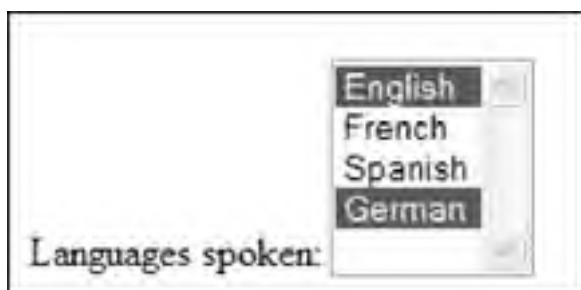 English
French
Spanish
German
Languages spoken: